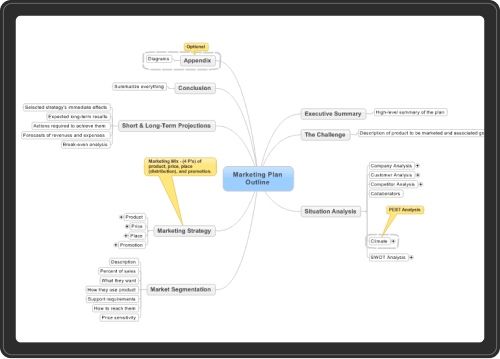 Optional
Diagrams
Appendix
Summarize everything
Conclusion
Selected strategy's immediate effects
Expected long-term results
Actions required to achieve them
Forecasts of revenues and expenses
Break-even analysis
Short & Long-Term Projections
Marketing Mix - (4 P's) of
product, price, place
(distribution), and promotion.
Product
Price
Place
Promotion
Marketing Strategy
Description
Percent of sales
What they want
How they use product
Support requirements
How to reach them
Price sensitivity
Market Segmentation
Marketing Plan
Outline
Executive Summary
High-level summary of the plan
The Challenge
Description of product to be marketed and associated go
Situation Analysis
Company Analysis
Customer Analysis
Competitor Analysis
Collaborators
PEST Analysis
Climate
SWOT Analysis